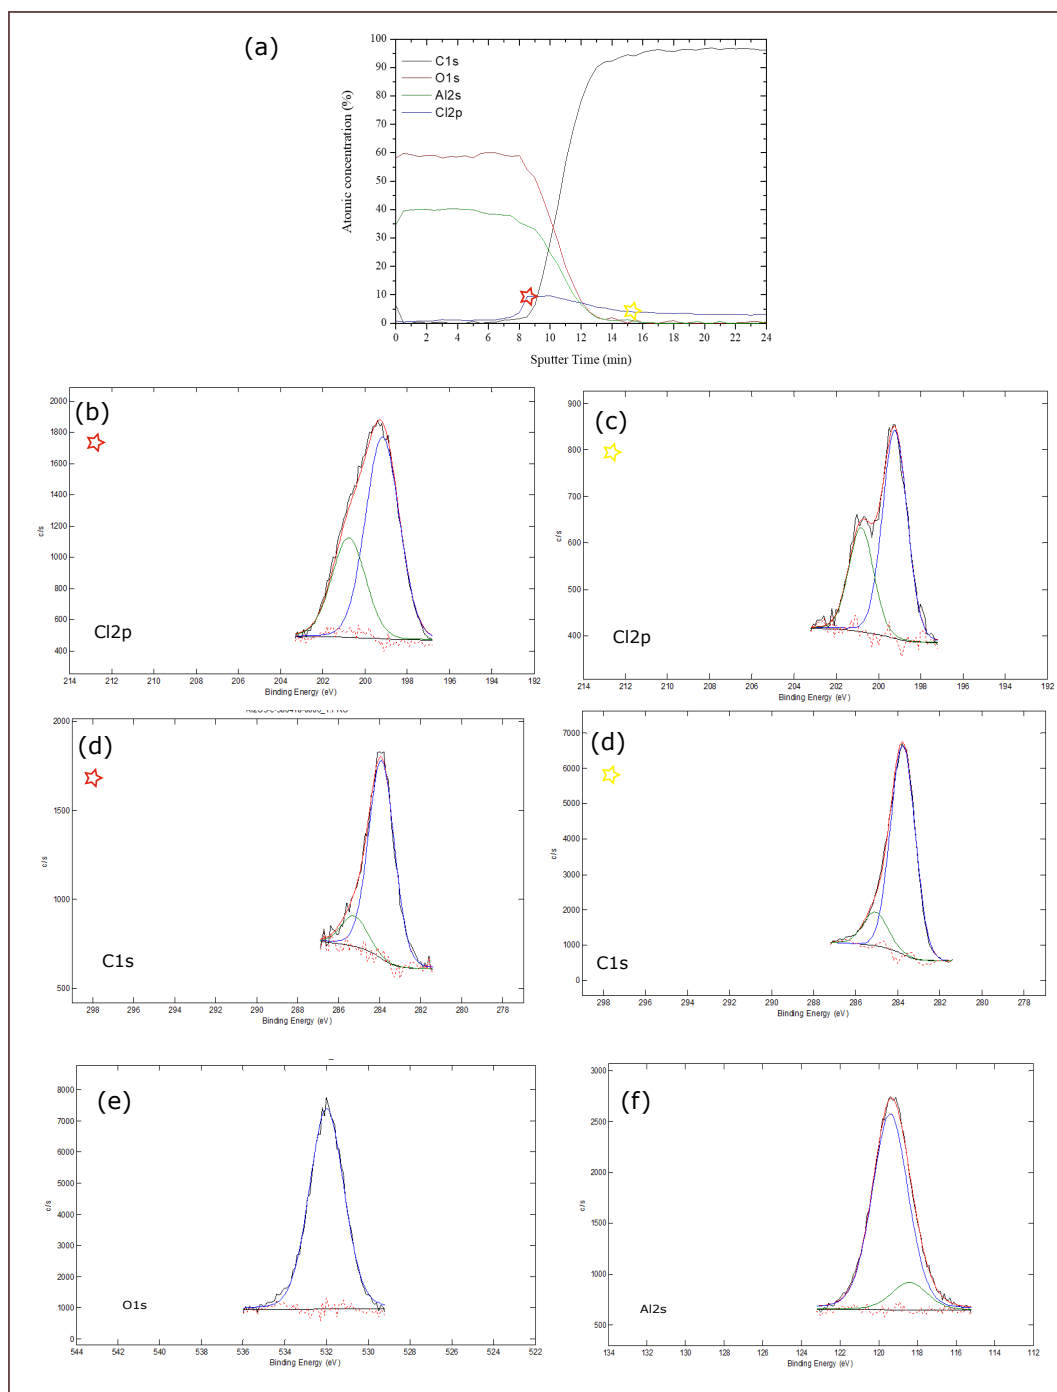 (a)
100
90
80
70
60
50
40
30
20
10
0
Atomic concentration (%)
C1s
O1s
Al2s
Cl2p
0 2 4 6 8 10 12 14 16 18 20 22 24
Sputter Time (min)
(b)
2000
1800
1600
1400
1200
1000
800
600
400
c/s
Cl2p
214 212 210 208 206 204 202 200 198 196 194 192
Binding Energy (eV)
(c)
900
800
700
600
500
400
c/s
Cl2p
214 212 210 208 206 204 202 200 198 196 194 192
Binding Energy (eV)
(d)
2000
1500
1000
500
c/s
C1s
298 296 294 292 290 288 286 284 282 280 278
Binding Energy (eV)
(d)
7000
6000
5000
4000
3000
2000
1000
0
c/s
C1s
298 296 294 292 290 288 286 284 282 280 278
Binding Energy (eV)
(e)
8000
7000
6000
5000
4000
3000
2000
1000
0
c/s
O1s
544 542 540 538 536 534 532 530 528 526 524 522
Binding Energy (eV)
(f)
3000
2500
2000
1500
1000
500
c/s
Al2s
134 132 130 128 126 124 122 120 118 116 114 112
Binding Energy (eV)